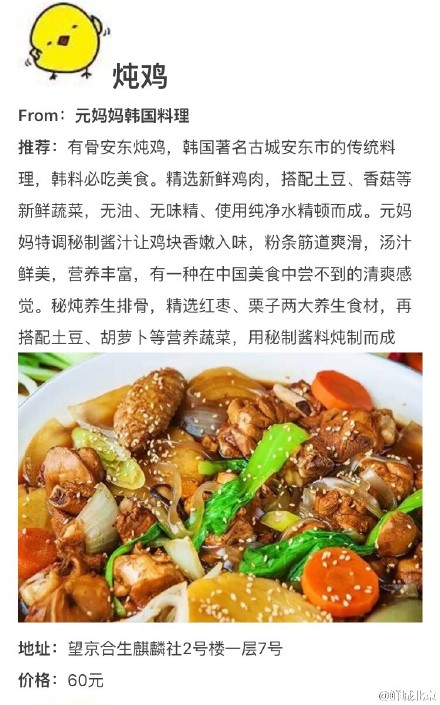 炖鸡
From：元妈妈韩国料理
推荐：有骨安东炖鸡，韩国著名古城安东市的传统料
理，韩料必吃美食。精选新鲜鸡肉，搭配土豆、香菇等
新鲜蔬菜，无油、无味精、使用纯净水精顿而成。元妈
妈特调秘制酱汁让鸡块香嫩入味，粉条筋道爽滑，汤汁
鲜美，营养丰富，有一种在中国美食中尝不到的清爽感
觉。秘炖养生排骨，精选红枣、栗子两大养生食材，再
搭配土豆、胡萝卜等营养蔬菜，用秘制酱料炖制而成
地址：望京合生麒麟社2号楼一层7号
价格：60元